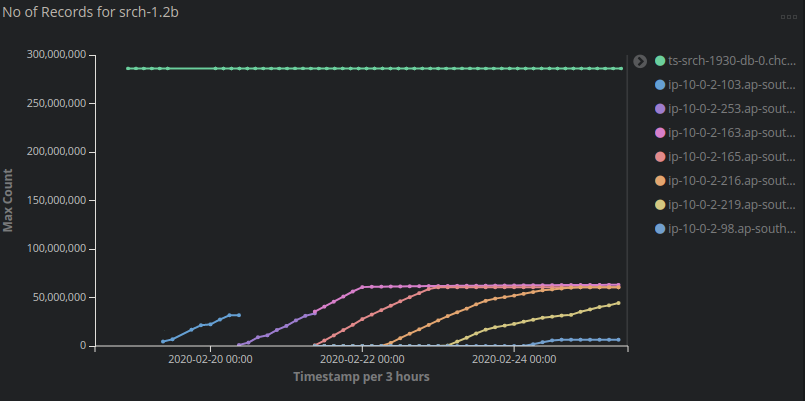 No of Records for srch-1.2b
300,000,000
250,000,000
200,000,000
150,000,000
100,000,000
50,000,000
0
Max Count
2020-02-20 00:00
2020-02-22 00:00
2020-02-24 00:00
Timestamp per 3 hours
ts-srch-1930-db-0.chc...
ip-10-0-2-103.ap-sout...
ip-10-0-2-253.ap-sout...
ip-10-0-2-163.ap-sout...
ip-10-0-2-165.ap-sout...
ip-10-0-2-216.ap-sout...
ip-10-0-2-219.ap-sout...
ip-10-0-2-98.ap-south...